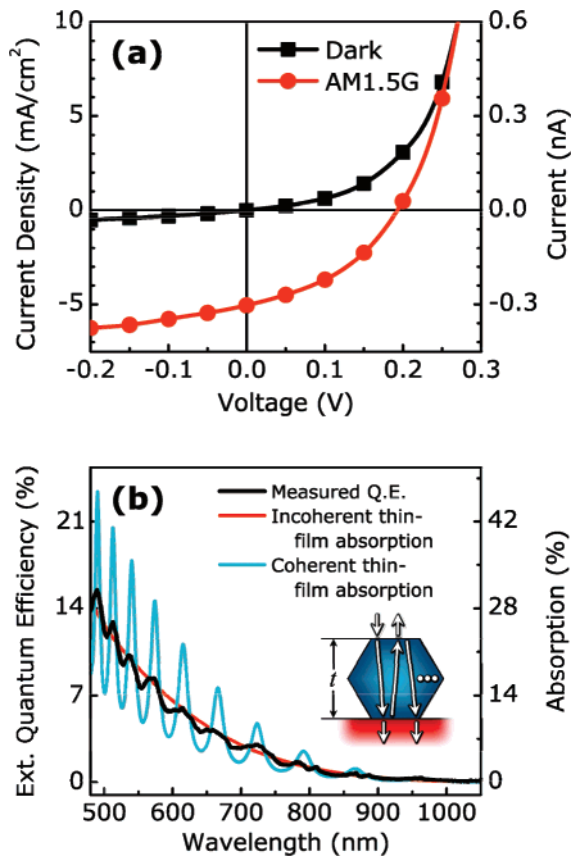 (a)
Dark
AM1.5G
Current Density (mA/cm²)
10
5
0
-5
Current (nA)
0.6
0.3
0.0
-0.3
-0.2 -0.1 0.0 0.1 0.2 0.3
Voltage (V)
(b)
Measured Q.E.
Incoherent thin-
film absorption
Coherent thin-
film absorption
Ext. Quantum Efficiency (%)
21
14
7
0
Absorption (%)
42
28
14
0
t
500 600 700 800 900 1000
Wavelength (nm)